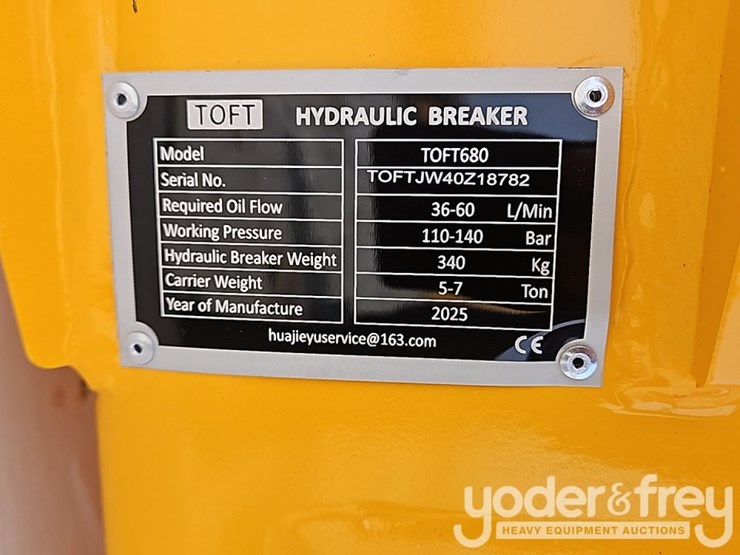 TOFT HYDRAULIC BREAKER
Model TOFT680
Serial No. TOFTJW40Z18782
Required Oil Flow 36-60 L/Min
Working Pressure 110-140 Bar
Hydraulic Breaker Weight 340 Kg
Carrier Weight 5-7 Ton
Year of Manufacture 2025
huajieyuservice@163.com CE
yoder&frey
HEAVY EQUIPMENT AUCTIONS